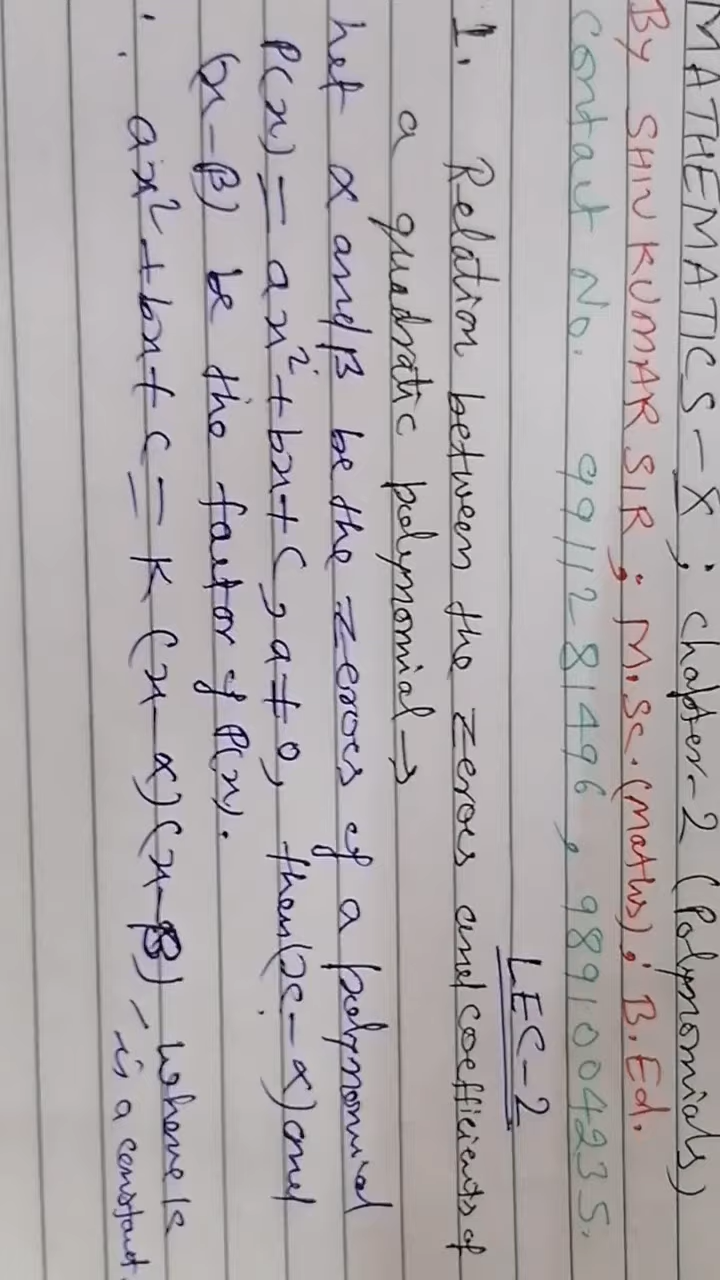 MATHEMATICS-X; chapter-2 (Polynomials)
By SHIV KUMAR SIR; M.Sc.(Maths); B.Ed.
Contact No. 9911281496, 9891004235.
LEC-2
1. Relation between the zeroes and coefficients of
a quadratic polynomial→
Let α and β be the zeroes of a polynomial
P(x) = ax²+bx+c, a≠0, then (x-α) and
(x-β) be the factor of P(x).
∴ ax²+bx+c = K(x-α)(x-β), where k
is a constant.